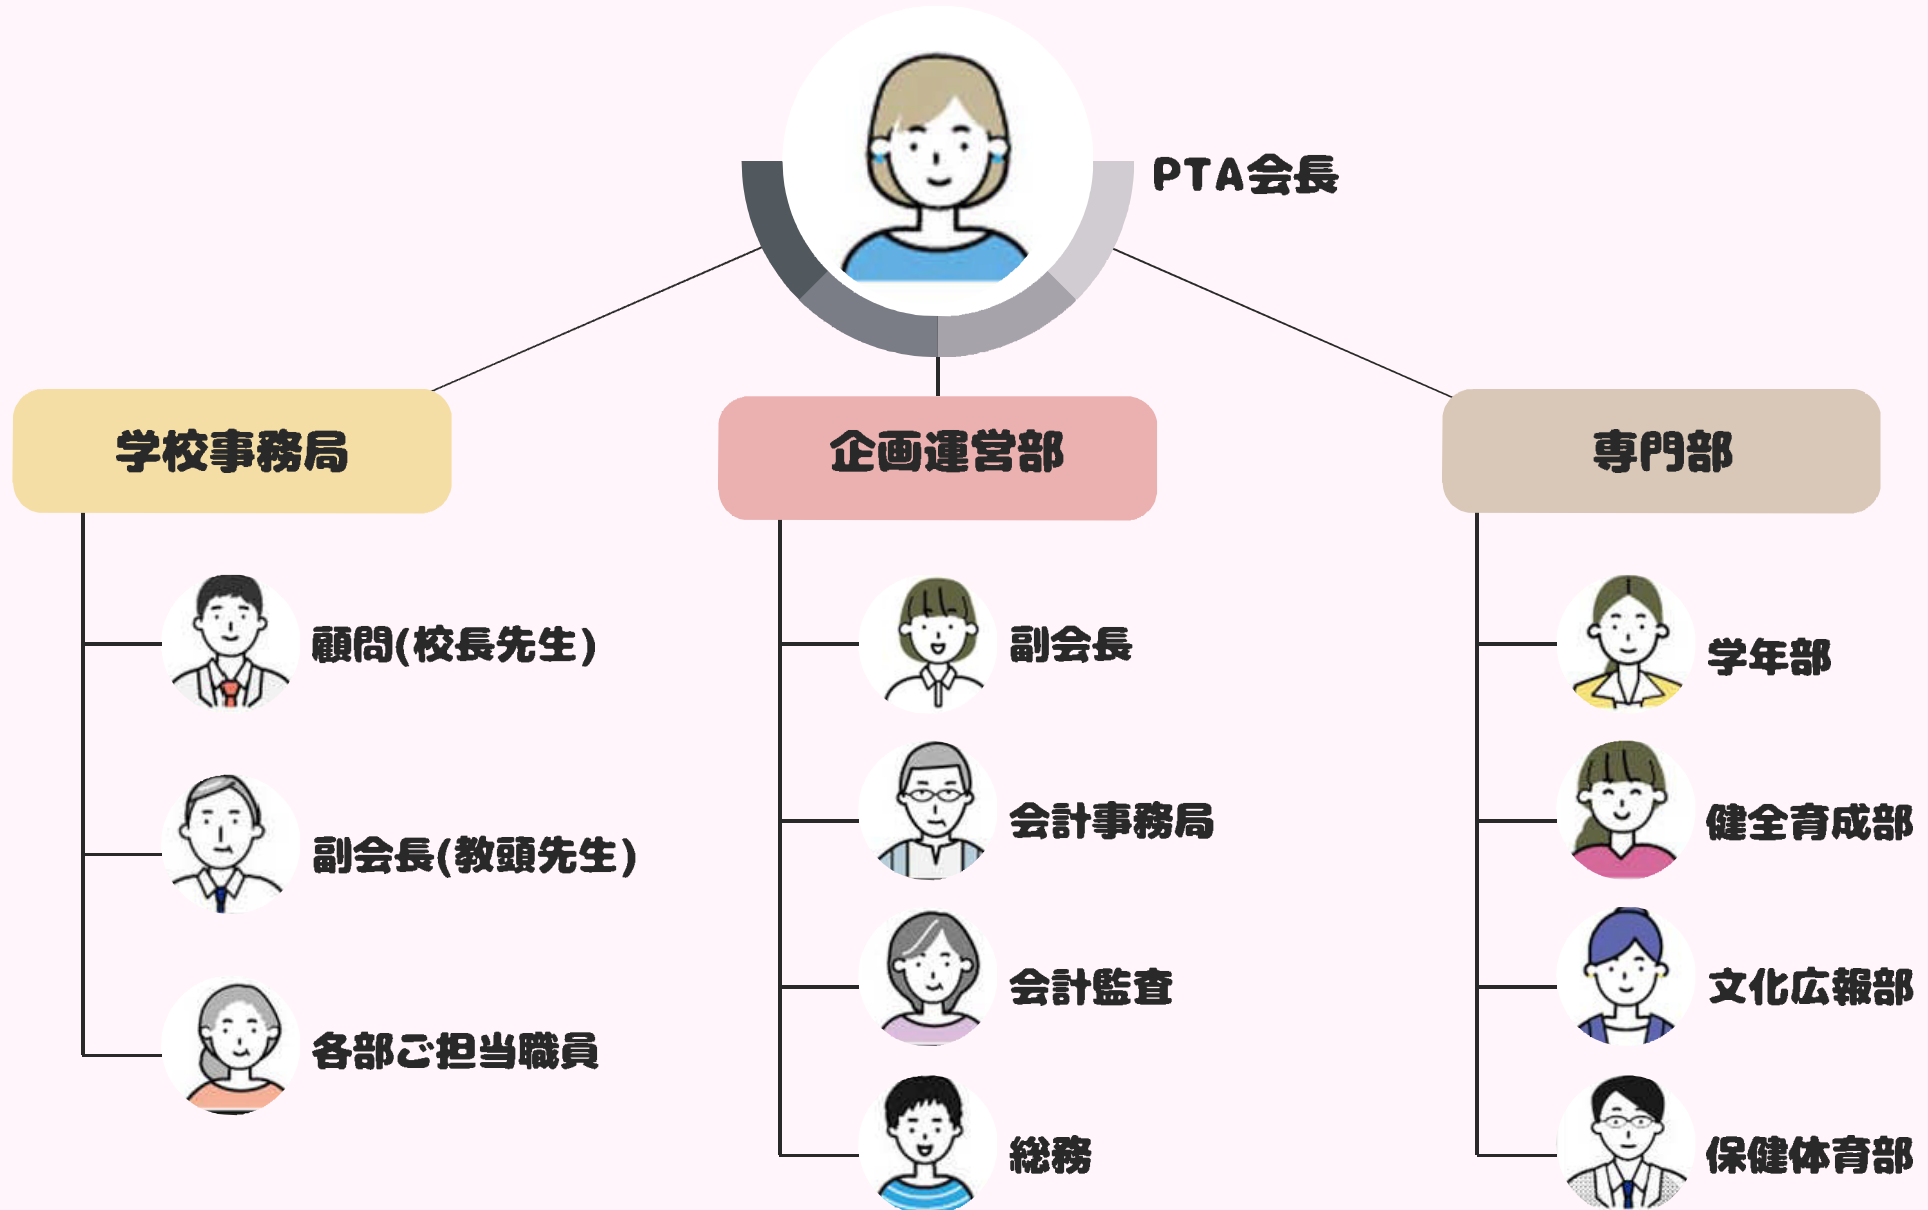 PTA会長
学校事務局
顧問(校長先生)
副会長(教頭先生)
各部ご担当職員
企画運営部
副会長
会計事務局
会計監査
総務
専門部
学年部
健全育成部
文化広報部
保健体育部